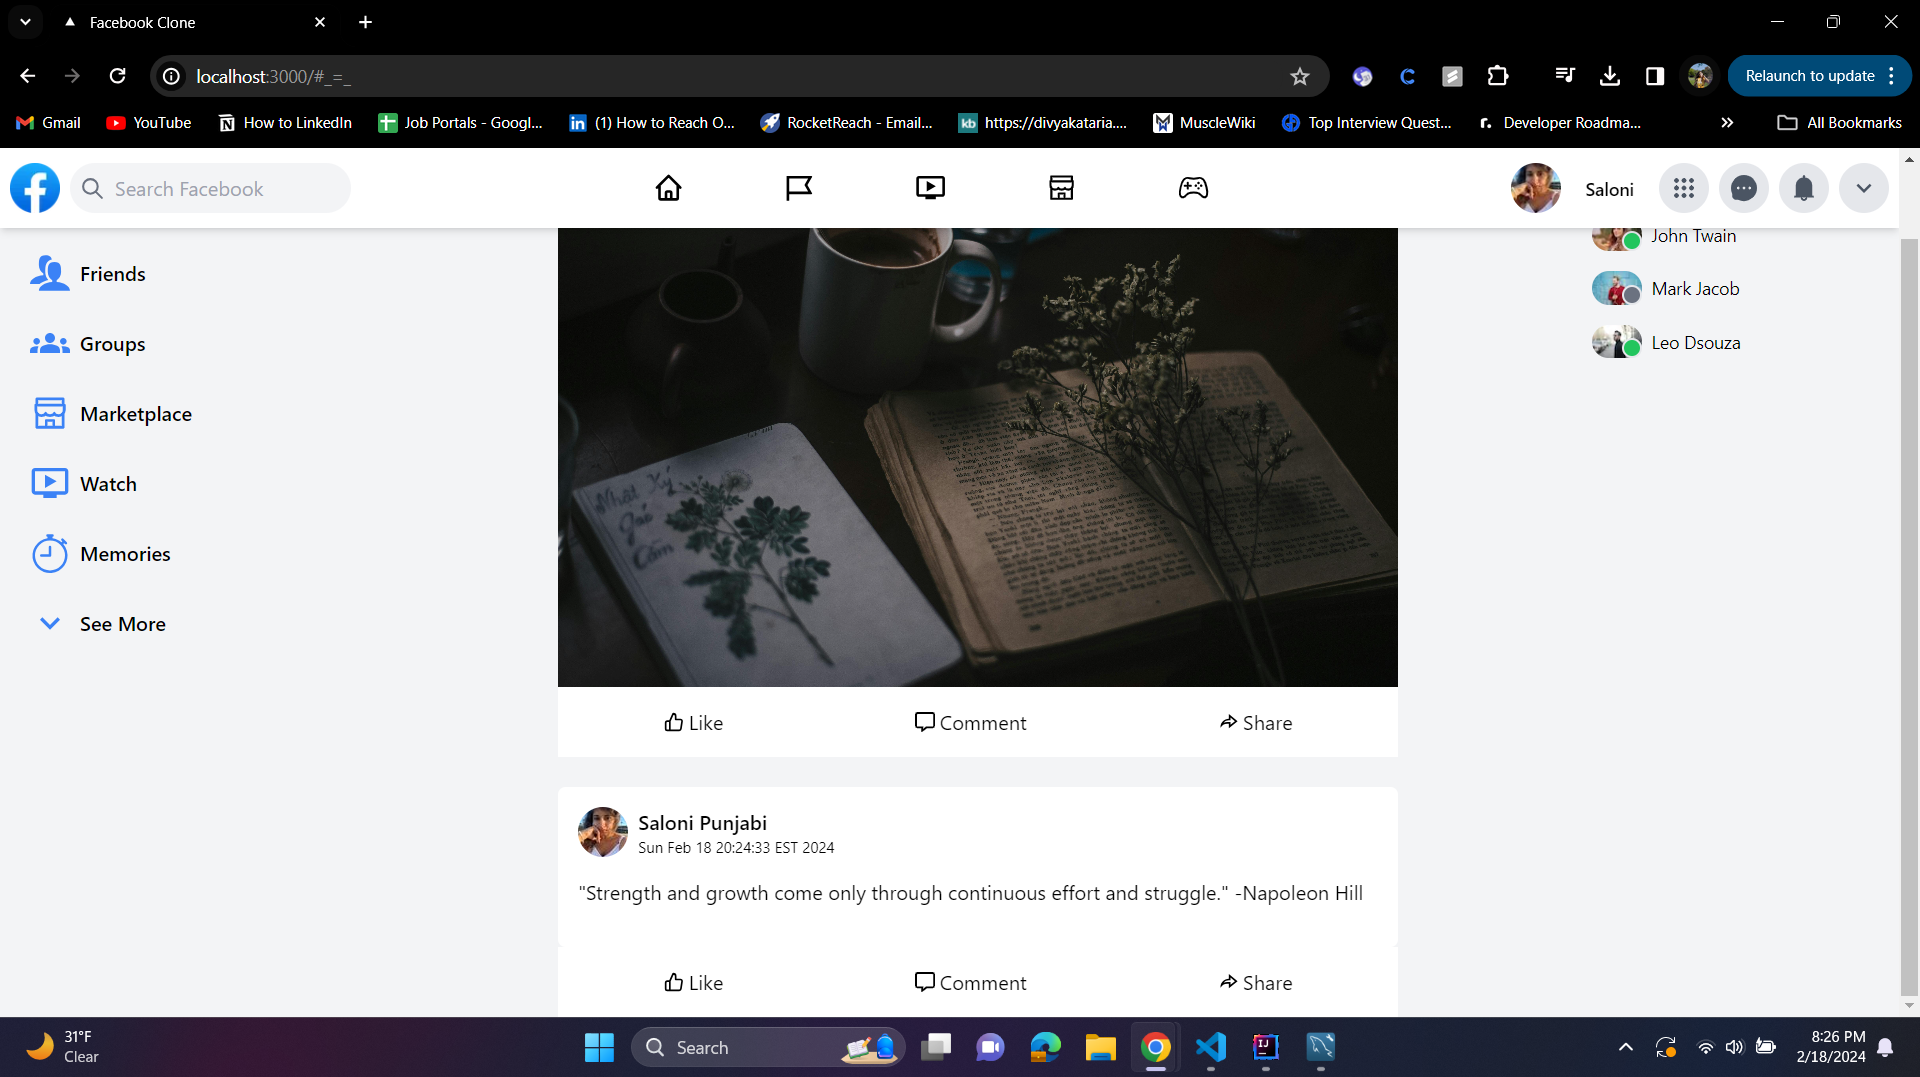 Facebook Clone
localhost:3000/#_=_
Relaunch to update
Gmail
YouTube
How to LinkedIn
Job Portals - Googl...
(1) How to Reach O...
RocketReach - Email...
https://divyakataria....
MuscleWiki
Top Interview Quest...
Developer Roadma...
All Bookmarks
Search Facebook
Saloni
Friends
Groups
Marketplace
Watch
Memories
See More
Nhật Ký
Gái
Cấm
John Twain
Mark Jacob
Leo Dsouza
Like
Comment
Share
Saloni Punjabi
Sun Feb 18 20:24:33 EST 2024
"Strength and growth come only through continuous effort and struggle." -Napoleon Hill
Like
Comment
Share
31°F
Clear
Search
8:26 PM
2/18/2024